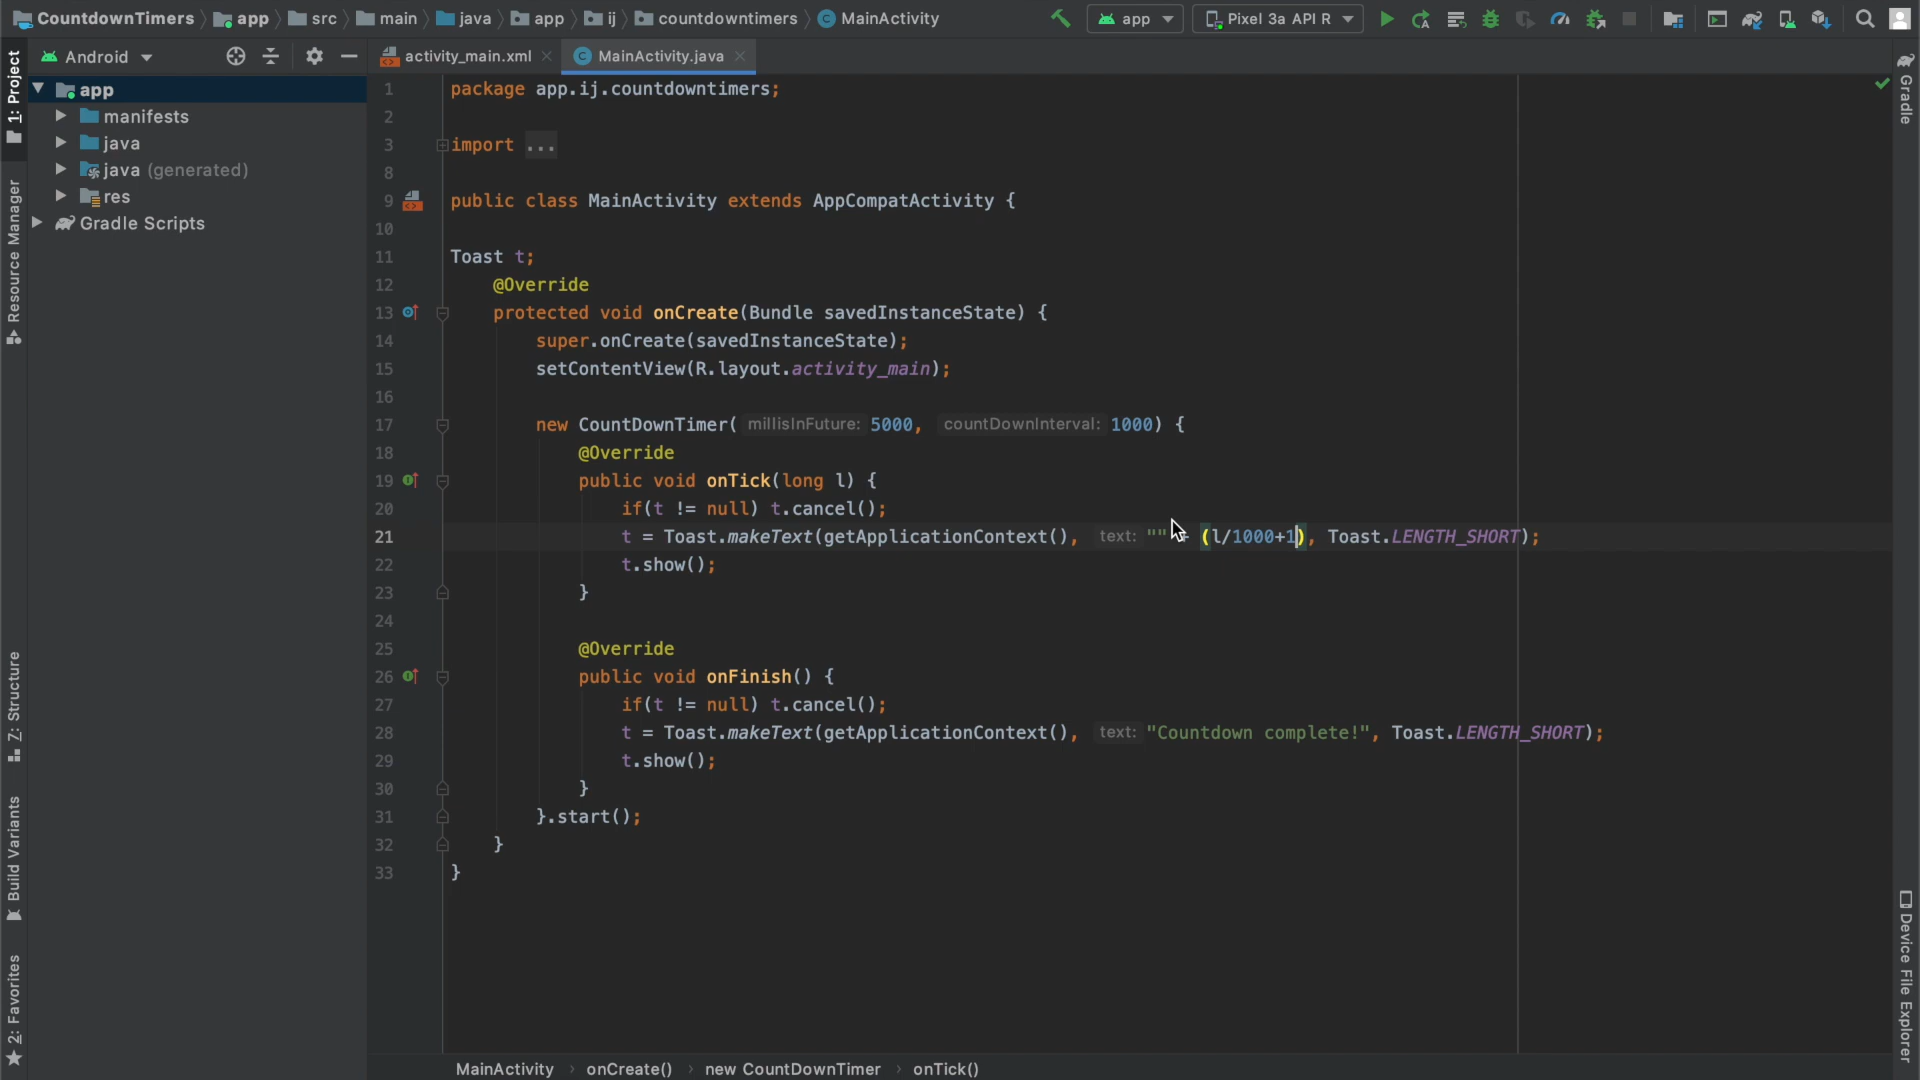 CountdownTimers app src main java app ij countdowntimers MainActivity app Pixel 3a API R
1: Project
Resource Manager
Z: Structure
Build Variants
2: Favorites
Android
app
manifests
java
java (generated)
res
Gradle Scripts
activity_main.xml MainActivity.java
1 package app.ij.countdowntimers;
2
3 import ...
8
9 public class MainActivity extends AppCompatActivity {
10
11 Toast t;
12 @Override
13 protected void onCreate(Bundle savedInstanceState) {
14 super.onCreate(savedInstanceState);
15 setContentView(R.layout.activity_main);
16
17 new CountDownTimer( millisInFuture: 5000, countDownInterval: 1000) {
18 @Override
19 public void onTick(long l) {
20 if(t != null) t.cancel();
21 t = Toast.makeText(getApplicationContext(), text: "" + (l/1000+1), Toast.LENGTH_SHORT);
22 t.show();
23 }
24
25 @Override
26 public void onFinish() {
27 if(t != null) t.cancel();
28 t = Toast.makeText(getApplicationContext(), text: "Countdown complete!", Toast.LENGTH_SHORT);
29 t.show();
30 }
31 }.start();
32 }
33 }
MainActivity onCreate() new CountDownTimer onTick()
Gradle
Device File Explorer